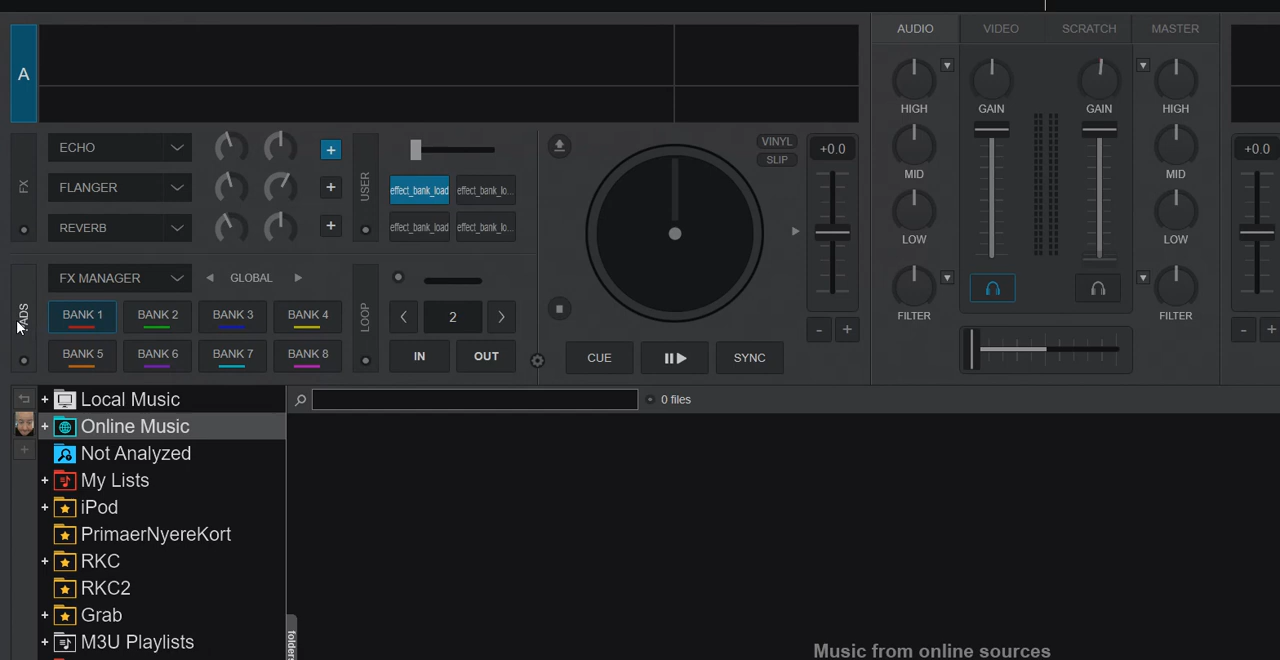 AUDIO VIDEO SCRATCH MASTER
A
HIGH GAIN GAIN HIGH
ECHO
VINYL
SLIP
+0.0
+0.0
MID MID
FX
FLANGER
USER
effect_bank_load effect_bank_lo...
REVERB
effect_bank_load effect_bank_lo...
LOW LOW
FX MANAGER GLOBAL
PADS
BANK 1 BANK 2 BANK 3 BANK 4
LOOP
2
FILTER FILTER
- +
- +
BANK 5 BANK 6 BANK 7 BANK 8
IN OUT
CUE SYNC
Local Music
0 files
Online Music
Not Analyzed
My Lists
iPod
PrimaerNyereKort
RKC
RKC2
Grab
M3U Playlists
folders
Music from online sources